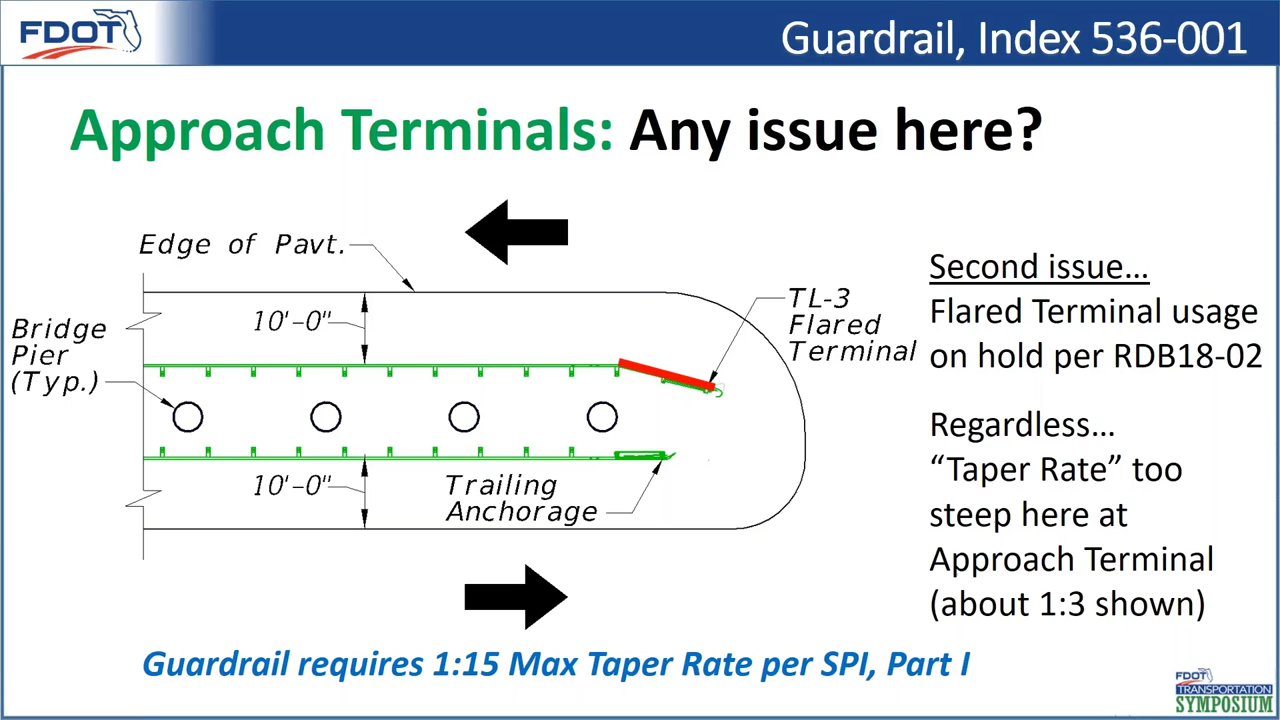 FDOT
Guardrail, Index 536-001
Approach Terminals: Any issue here?
Edge of Pavt.
10'-0"
Bridge
Pier
(Typ.)
TL-3
Flared
Terminal
10'-0"
Trailing
Anchorage
Second issue…
Flared Terminal usage
on hold per RDB18-02
Regardless…
“Taper Rate” too
steep here at
Approach Terminal
(about 1:3 shown)
Guardrail requires 1:15 Max Taper Rate per SPI, Part I
FDOT
TRANSPORTATION
SYMPOSIUM